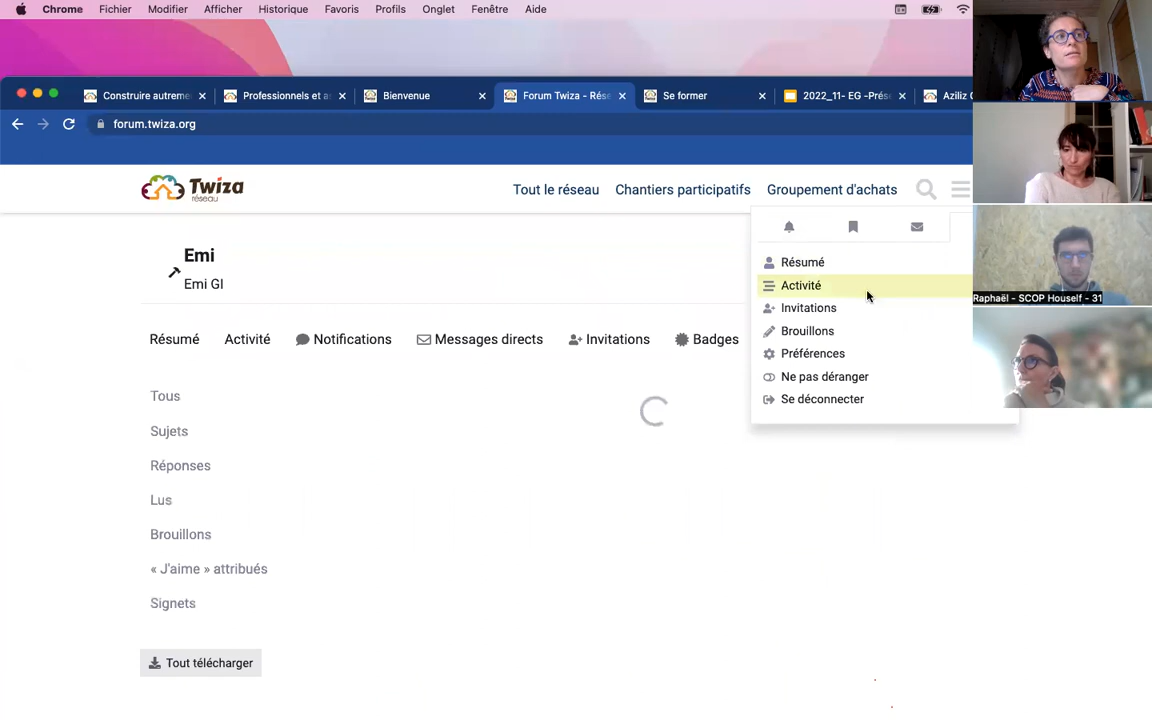 Chrome Fichier Modifier Afficher Historique Favoris Profils Onglet Fenêtre Aide
Construire autreme
Professionnels et a
Bienvenue
Forum Twiza - Rése
Se former
2022_11- EG -Prés
Aziliz
forum.twiza.org
Twiza
réseau
Tout le réseau
Chantiers participatifs
Groupement d'achats
Emi
Emi Gl
Résumé
Activité
Notifications
Messages directs
Invitations
Badges
Tous
Sujets
Réponses
Lus
Brouillons
« J'aime » attribués
Signets
Tout télécharger
Résumé
Activité
Invitations
Brouillons
Préférences
Ne pas déranger
Se déconnecter
Raphaël - SCOP Houself - 31